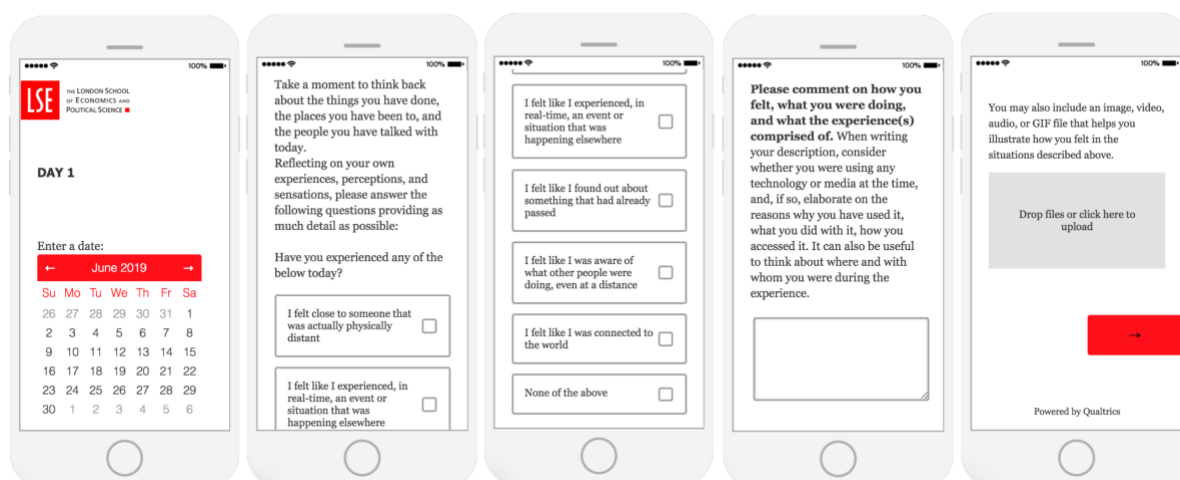 100%
LSE
THE LONDON SCHOOL
OF ECONOMICS AND
POLITICAL SCIENCE
DAY 1
Enter a date:
← June 2019 →
Su Mo Tu We Th Fr Sa
26 27 28 29 30 31 1
2 3 4 5 6 7 8
9 10 11 12 13 14 15
16 17 18 19 20 21 22
23 24 25 26 27 28 29
30 1 2 3 4 5 6
100%
Take a moment to think back
about the things you have done,
the places you have been to, and
the people you have talked with
today.
Reflecting on your own
experiences, perceptions, and
sensations, please answer the
following questions providing as
much detail as possible:
Have you experienced any of the
below today?
I felt close to someone that
was actually physically
distant
I felt like I experienced, in
real-time, an event or
situation that was
happening elsewhere
100%
I felt like I experienced, in
real-time, an event or
situation that was
happening elsewhere
I felt like I found out about
something that had already
passed
I felt like I was aware of
what other people were
doing, even at a distance
I felt like I was connected to
the world
None of the above
100%
Please comment on how you
felt, what you were doing,
and what the experience(s)
comprised of. When writing
your description, consider
whether you were using any
technology or media at the time,
and, if so, elaborate on the
reasons why you have used it,
what you did with it, how you
accessed it. It can also be useful
to think about where and with
whom you were during the
experience.
100%
You may also include an image, video,
audio, or GIF file that helps you
illustrate how you felt in the
situations described above.
Drop files or click here to
upload
→
Powered by Qualtrics